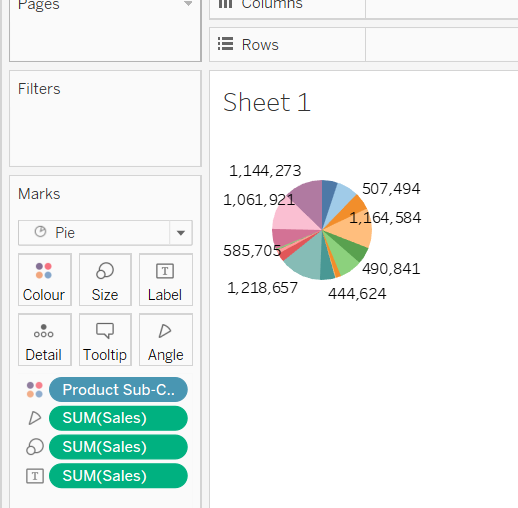 Pages
Columns
Rows
Filters
Sheet 1
Marks
Pie
Colour
Size
Label
Detail
Tooltip
Angle
Product Sub-C..
SUM(Sales)
SUM(Sales)
SUM(Sales)
1,144,273
507,494
1,061,921
1,164,584
585,705
490,841
1,218,657
444,624